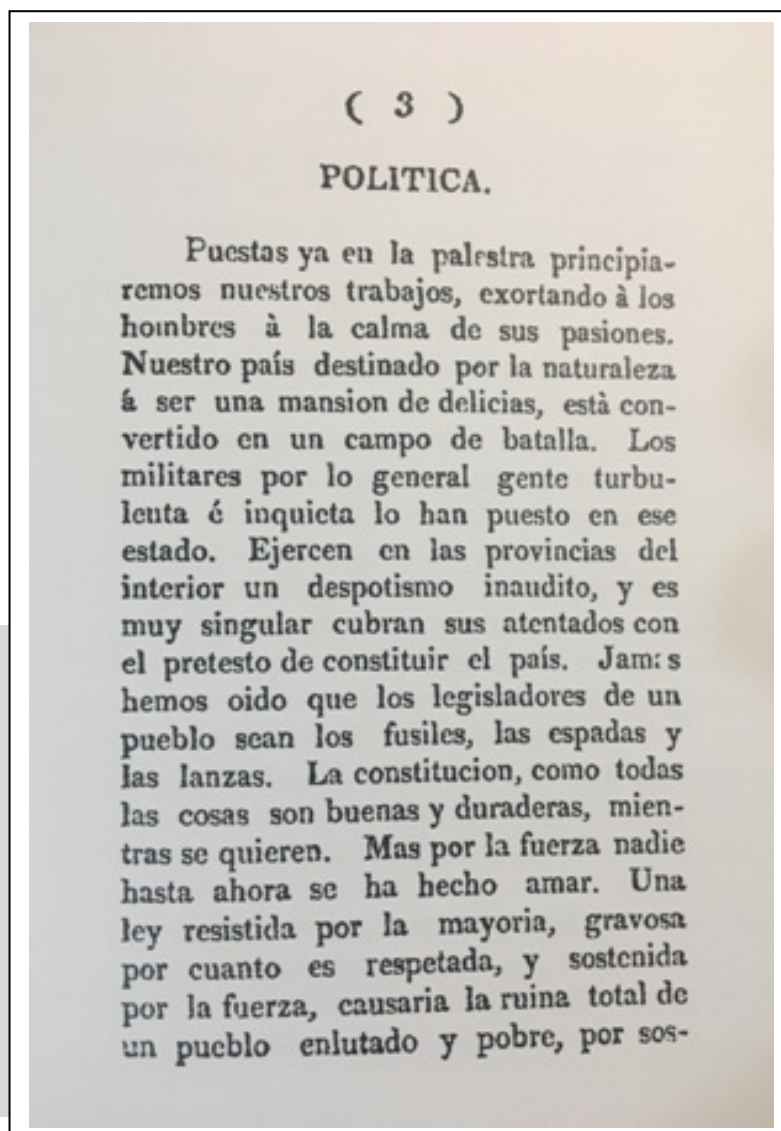 ( 3 )
POLITICA.
Puestas ya en la palestra principia-
remos nuestros trabajos, exortando à los
hombres à la calma de sus pasiones.
Nuestro país destinado por la naturaleza
á ser una mansion de delicias, està con-
vertido en un campo de batalla. Los
militares por lo general gente turbu-
lenta é inquieta lo han puesto en ese
estado. Ejercen en las provincias del
interior un despotismo inaudito, y es
muy singular cubran sus atentados con
el pretesto de constituir el país. Jamas
hemos oido que los legisladores de un
pueblo sean los fusiles, las espadas y
las lanzas. La constitucion, como todas
las cosas son buenas y duraderas, mien-
tras se quieren. Mas por la fuerza nadie
hasta ahora se ha hecho amar. Una
ley resistida por la mayoria, gravosa
por cuanto es respetada, y sostenida
por la fuerza, causaria la ruina total de
un pueblo enlutado y pobre, por sos-